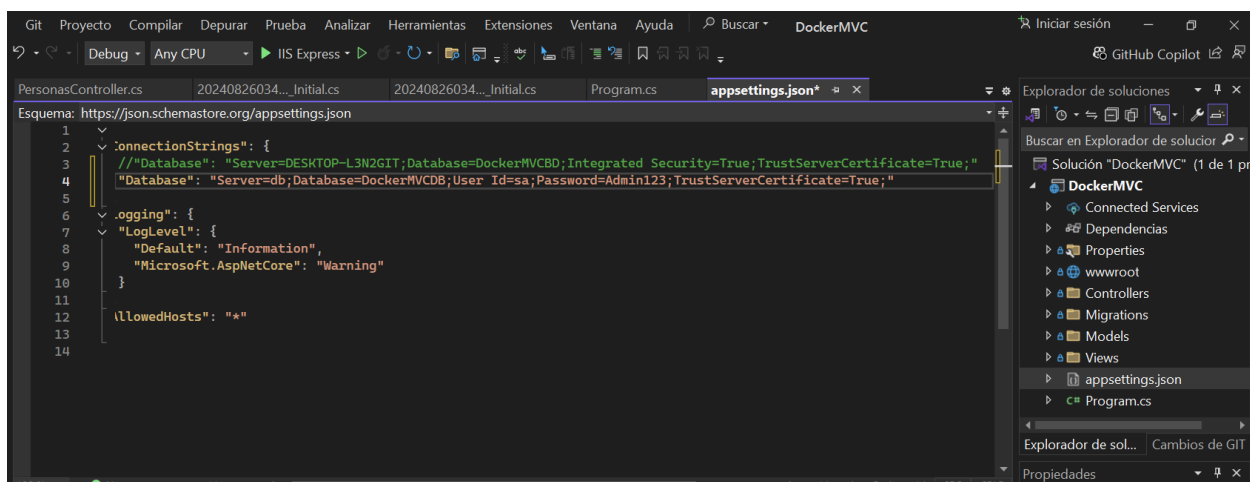 Git Proyecto Compilar Depurar Prueba Analizar Herramientas Extensiones Ventana Ayuda Buscar DockerMVC Iniciar sesión
Debug Any CPU IIS Express GitHub Copilot
PersonasController.cs 20240826034..._Initial.cs 20240826034..._Initial.cs Program.cs appsettings.json*
Esquema: https://json.schemastore.org/appsettings.json
1
2 ConnectionStrings": {
3 //"Database": "Server=DESKTOP-L3N2GIT;Database=DockerMVCBD;Integrated Security=True;TrustServerCertificate=True;"
4 "Database": "Server=db;Database=DockerMVCDB;User Id=sa;Password=Admin123;TrustServerCertificate=True;"
5
6 .ogging": {
7 "LogLevel": {
8 "Default": "Information",
9 "Microsoft.AspNetCore": "Warning"
10 }
11
12 AllowedHosts": "*"
13
14
Explorador de soluciones
Buscar en Explorador de solucior
Solución "DockerMVC" (1 de 1 pr
DockerMVC
Connected Services
Dependencias
Properties
wwwroot
Controllers
Migrations
Models
Views
appsettings.json
C# Program.cs
Explorador de sol... Cambios de GIT
Propiedades